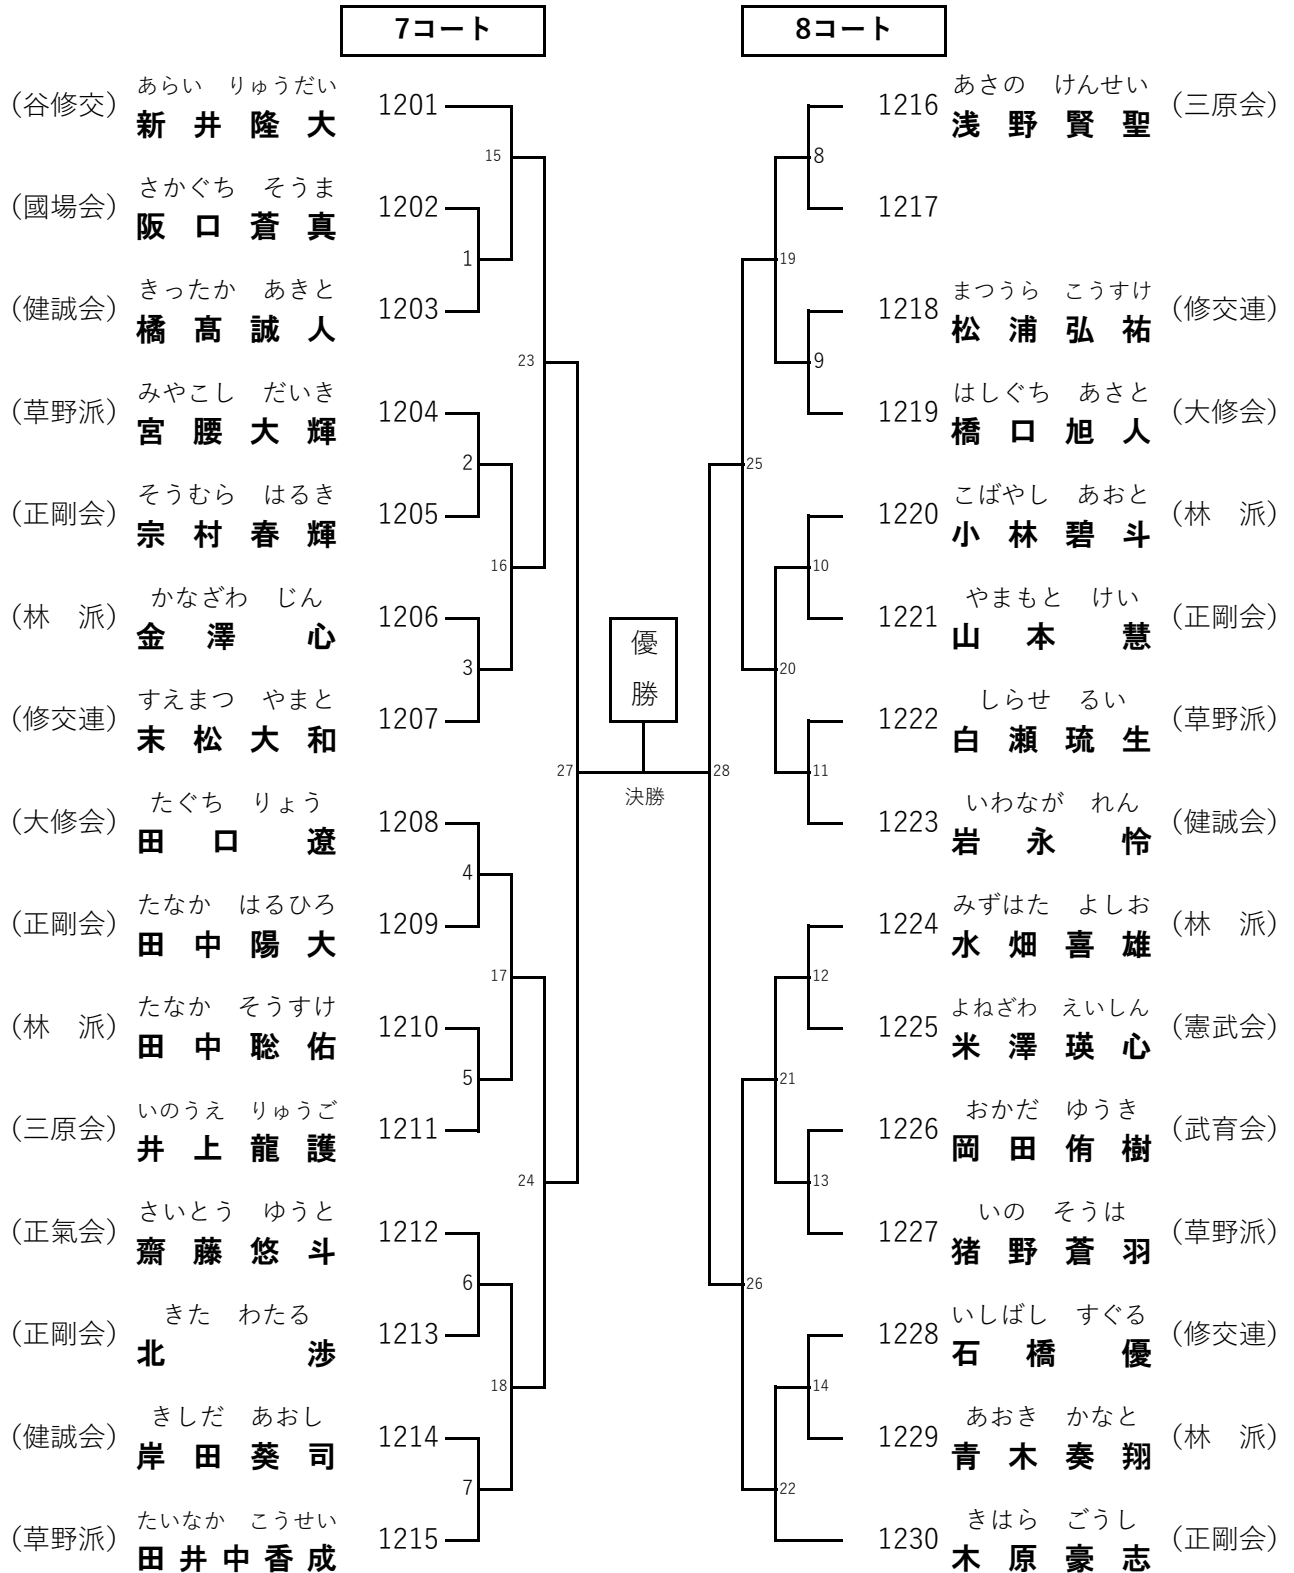 7コート
8コート
あらい りゅうだい
(谷修交) 新井隆大 1201
さかぐち そうま
(國場会) 阪口蒼真 1202
きったか あきと
(健誠会) 橘髙誠人 1203
みやこし だいき
(草野派) 宮腰大輝 1204
そうむら はるき
(正剛会) 宗村春輝 1205
かなざわ じん
(林 派) 金澤心 1206
すえまつ やまと
(修交連) 末松大和 1207
たぐち りょう
(大修会) 田口遼 1208
たなか はるひろ
(正剛会) 田中陽大 1209
たなか そうすけ
(林 派) 田中聡佑 1210
いのうえ りゅうご
(三原会) 井上龍護 1211
さいとう ゆうと
(正氣会) 齋藤悠斗 1212
きた わたる
(正剛会) 北渉 1213
きしだ あおし
(健誠会) 岸田葵司 1214
たいなか こうせい
(草野派) 田井中香成 1215
15
1
23
2
16
3
27
4
17
5
24
6
18
7
優
勝
決勝
28
8
19
9
25
10
20
11
12
21
13
26
14
22
あさの けんせい
1216 浅野賢聖 (三原会)
1217
まつうら こうすけ
1218 松浦弘祐 (修交連)
はしぐち あさと
1219 橋口旭人 (大修会)
こばやし あおと
1220 小林碧斗 (林 派)
やまもと けい
1221 山本慧 (正剛会)
しらせ るい
1222 白瀬琉生 (草野派)
いわなが れん
1223 岩永怜 (健誠会)
みずはた よしお
1224 水畑喜雄 (林 派)
よねざわ えいしん
1225 米澤瑛心 (憲武会)
おかだ ゆうき
1226 岡田侑樹 (武育会)
いの そうは
1227 猪野蒼羽 (草野派)
いしばし すぐる
1228 石橋優 (修交連)
あおき かなと
1229 青木奏翔 (林 派)
きはら ごうし
1230 木原豪志 (正剛会)